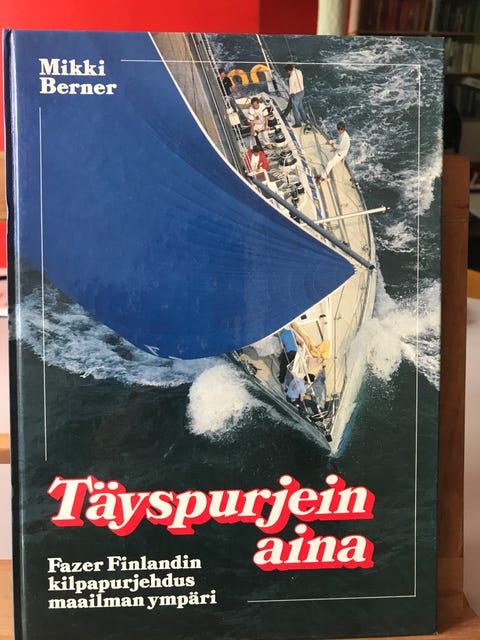 Mikki
Berner
Täyspurjein
aina
Fazer Finlandin
kilpapurjehdus
maailman ympäri